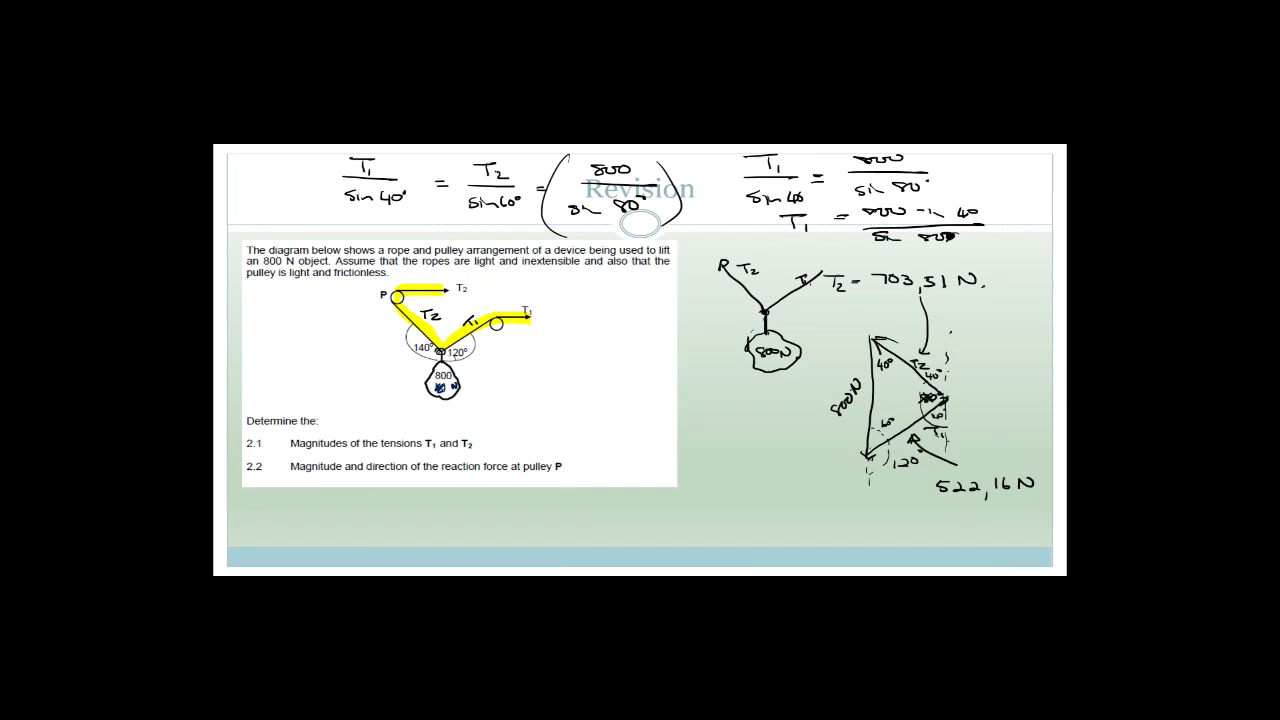 T1/sin 40° = T2/sin 60° = (800/sin 80°)
T1/sin 40 = 800/sin 80°
Revision
T1 = 800 sin 40/sin 80
The diagram below shows a rope and pulley arrangement of a device being used to lift
an 800 N object. Assume that the ropes are light and inextensible and also that the
pulley is light and frictionless.
P
T2
T2
T1
T1
140°
120°
800
N
Determine the:
2.1 Magnitudes of the tensions T1 and T2
2.2 Magnitude and direction of the reaction force at pulley P
T2
T1
T2 = 703,51 N.
800N
40°
T2
40°
800N
60°
60°
T1
120°
522,16 N